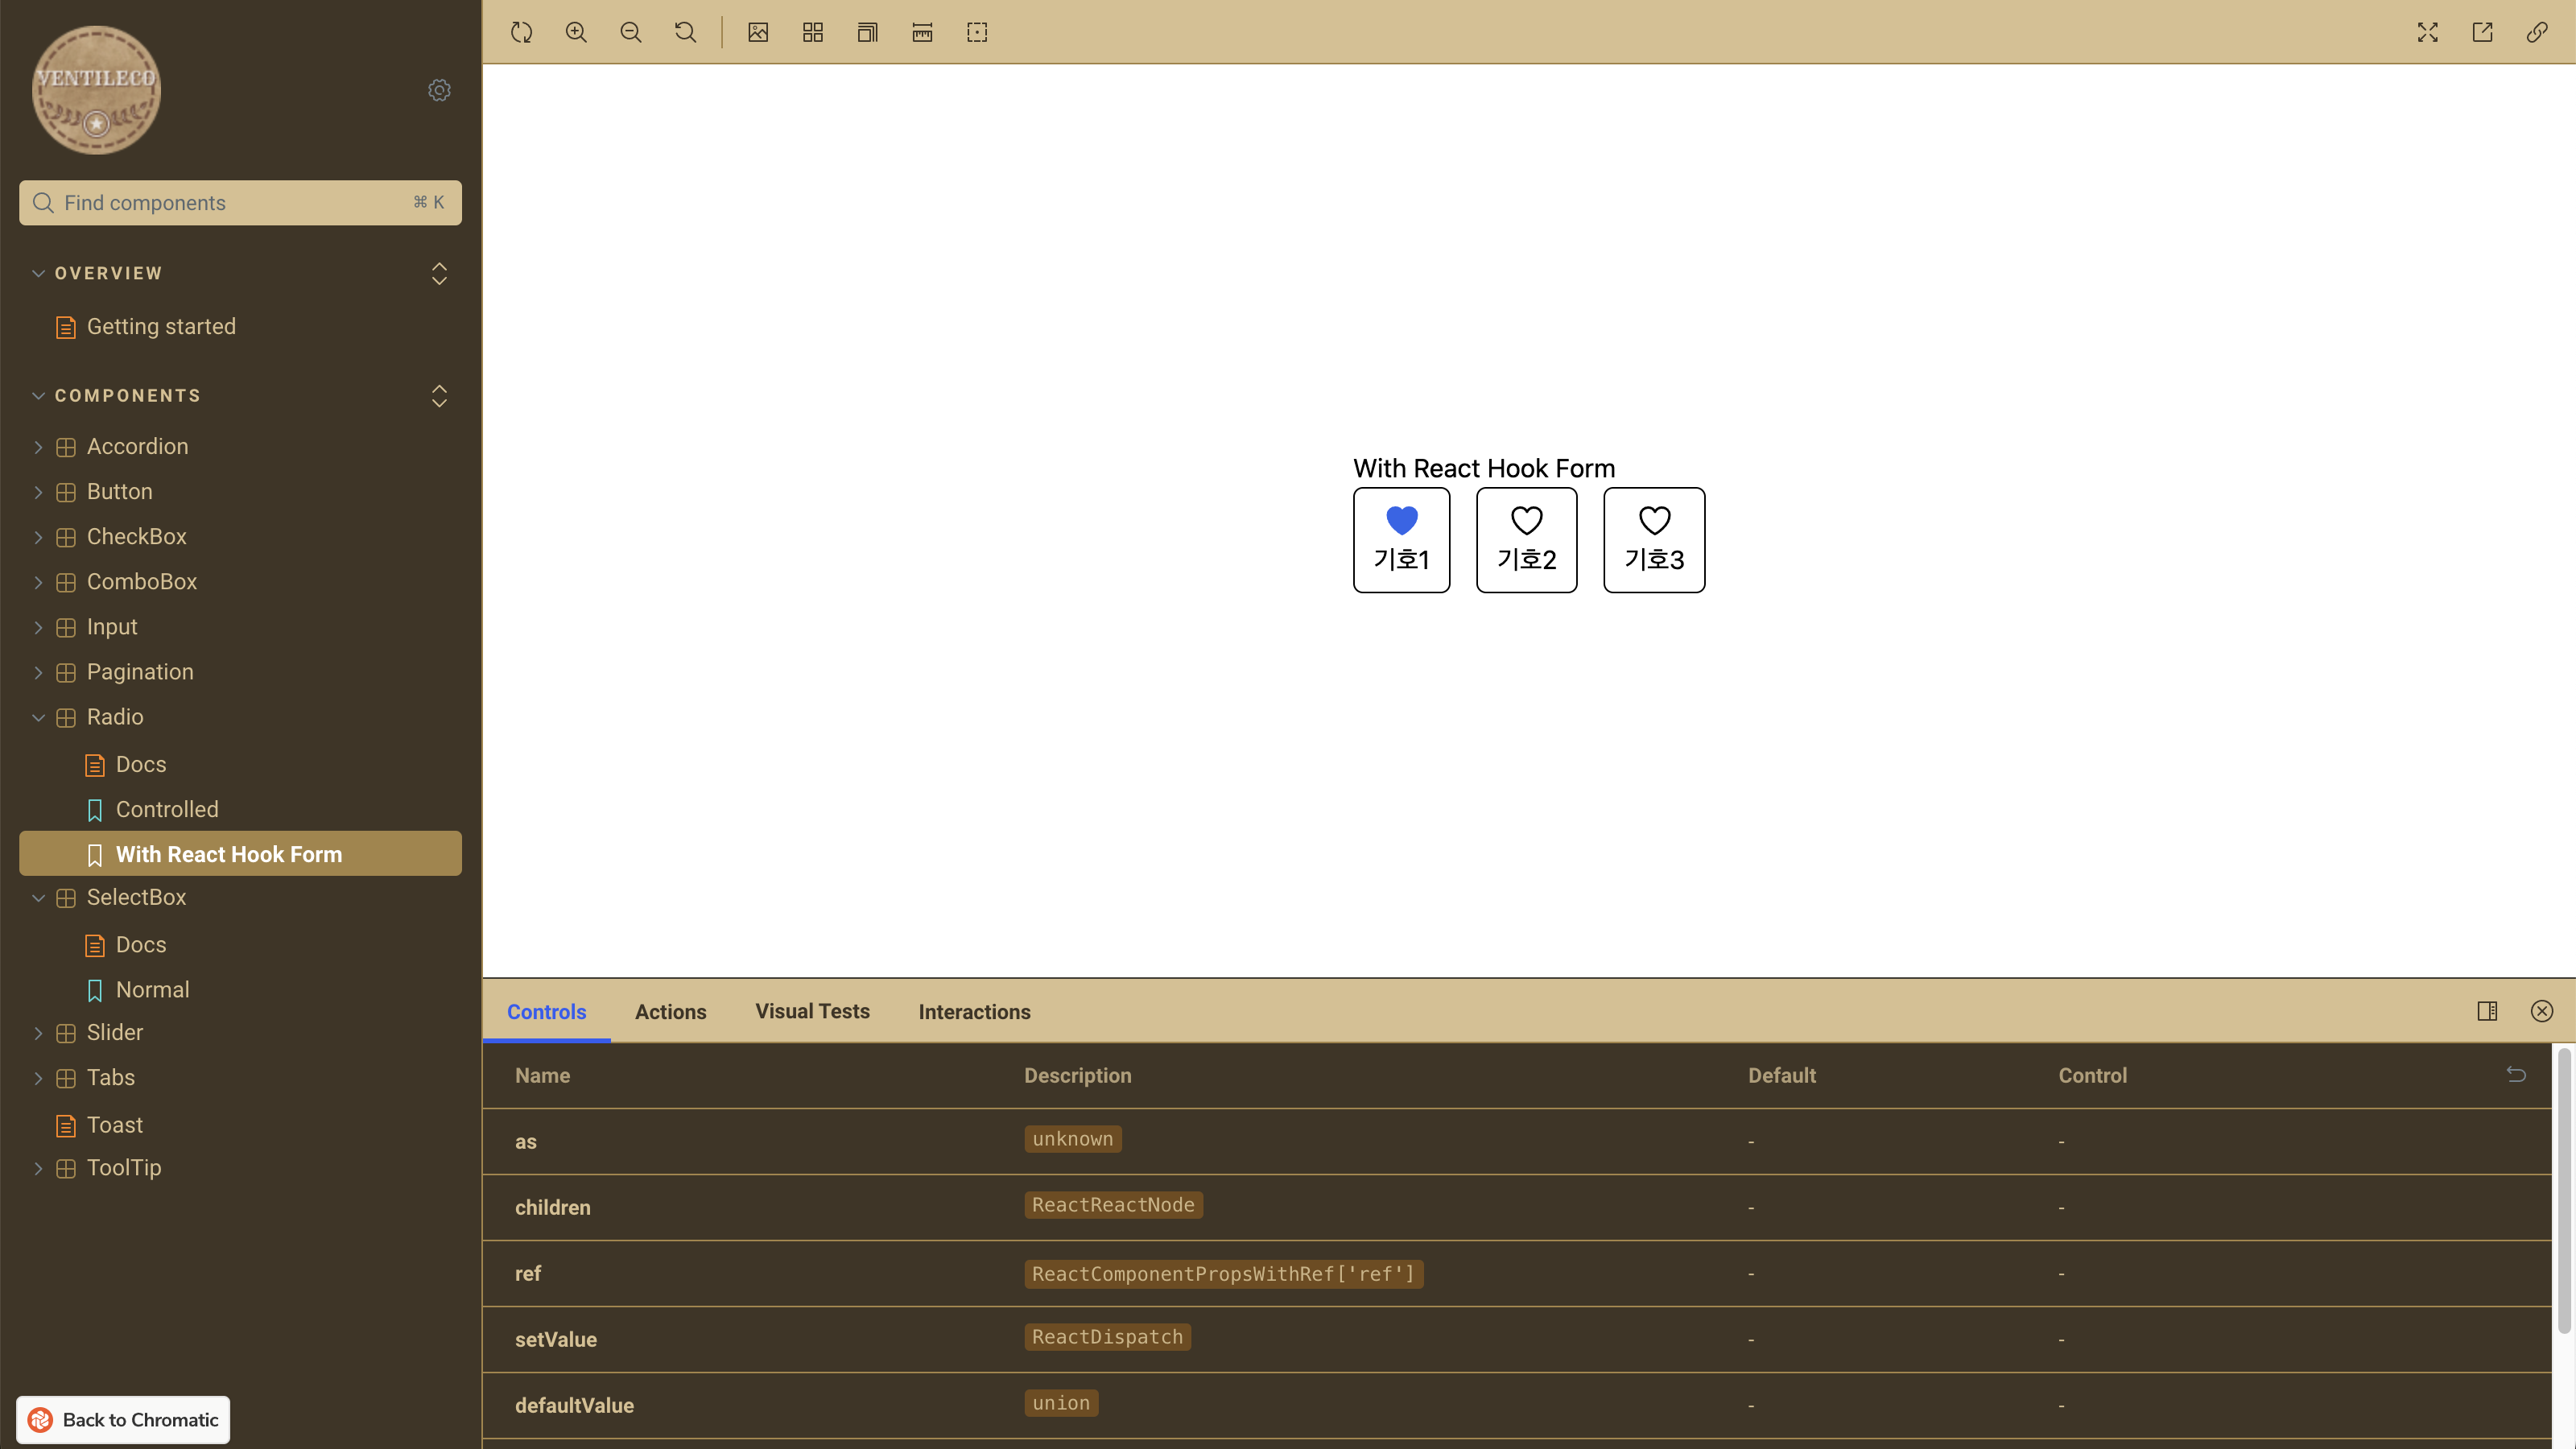 VENTILECO
Find components
⌘ K
OVERVIEW
Getting started
COMPONENTS
Accordion
Button
CheckBox
ComboBox
Input
Pagination
Radio
Docs
Controlled
With React Hook Form
SelectBox
Docs
Normal
Slider
Tabs
Toast
ToolTip
Back to Chromatic
With React Hook Form
기호1 기호2 기호3
Controls Actions Visual Tests Interactions
Name Description Default Control
as unknown - -
children ReactReactNode - -
ref ReactComponentPropsWithRef['ref'] - -
setValue ReactDispatch - -
defaultValue union - -